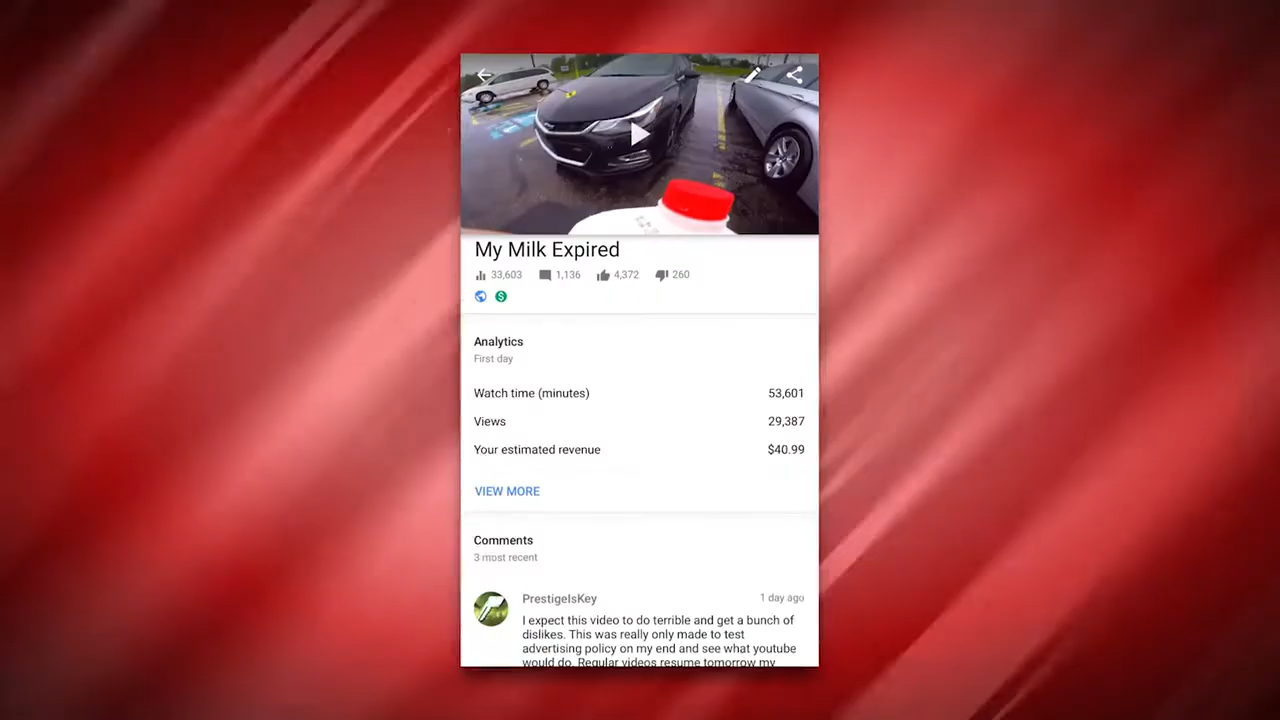 My Milk Expired
33,603 1,136 4,372 260
Analytics
First day
Watch time (minutes) 53,601
Views 29,387
Your estimated revenue $40.99
VIEW MORE
Comments
3 most recent
PrestigeIsKey 1 day ago
I expect this video to do terrible and get a bunch of
dislikes. This was really only made to test
advertising policy on my end and see what youtube
would do. Regular videos resume tomorrow my